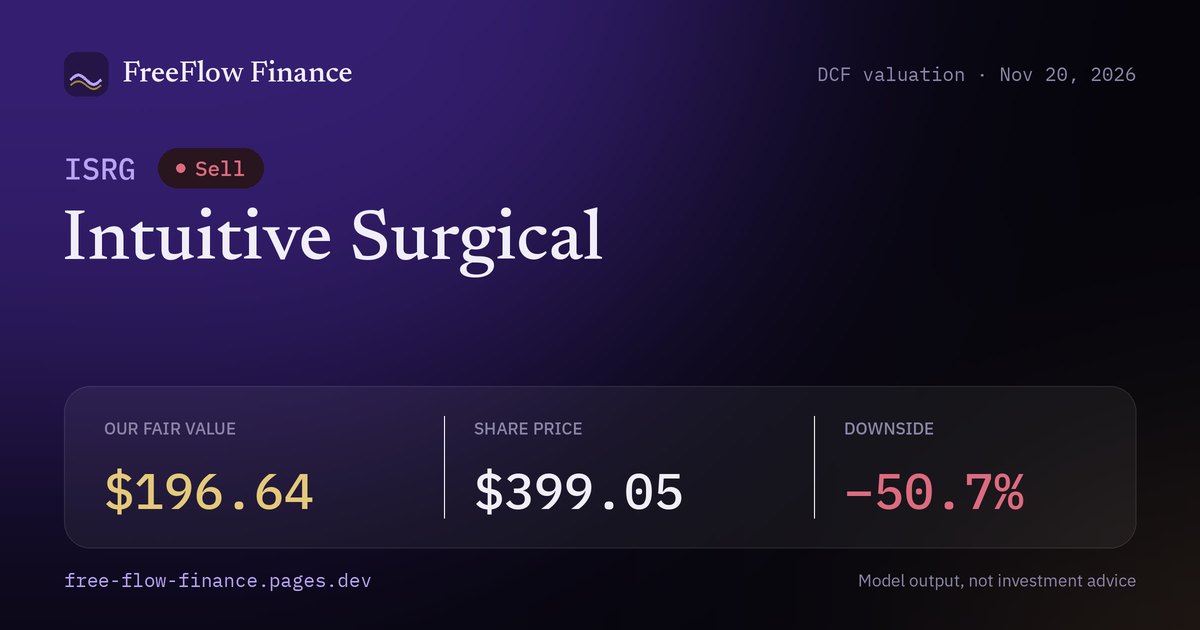 FreeFlow Finance
DCF valuation · Nov 20, 2026
ISRG
Sell
Intuitive Surgical
OUR FAIR VALUE
$196.64
SHARE PRICE
$399.05
DOWNSIDE
−50.7%
free-flow-finance.pages.dev
Model output, not investment advice